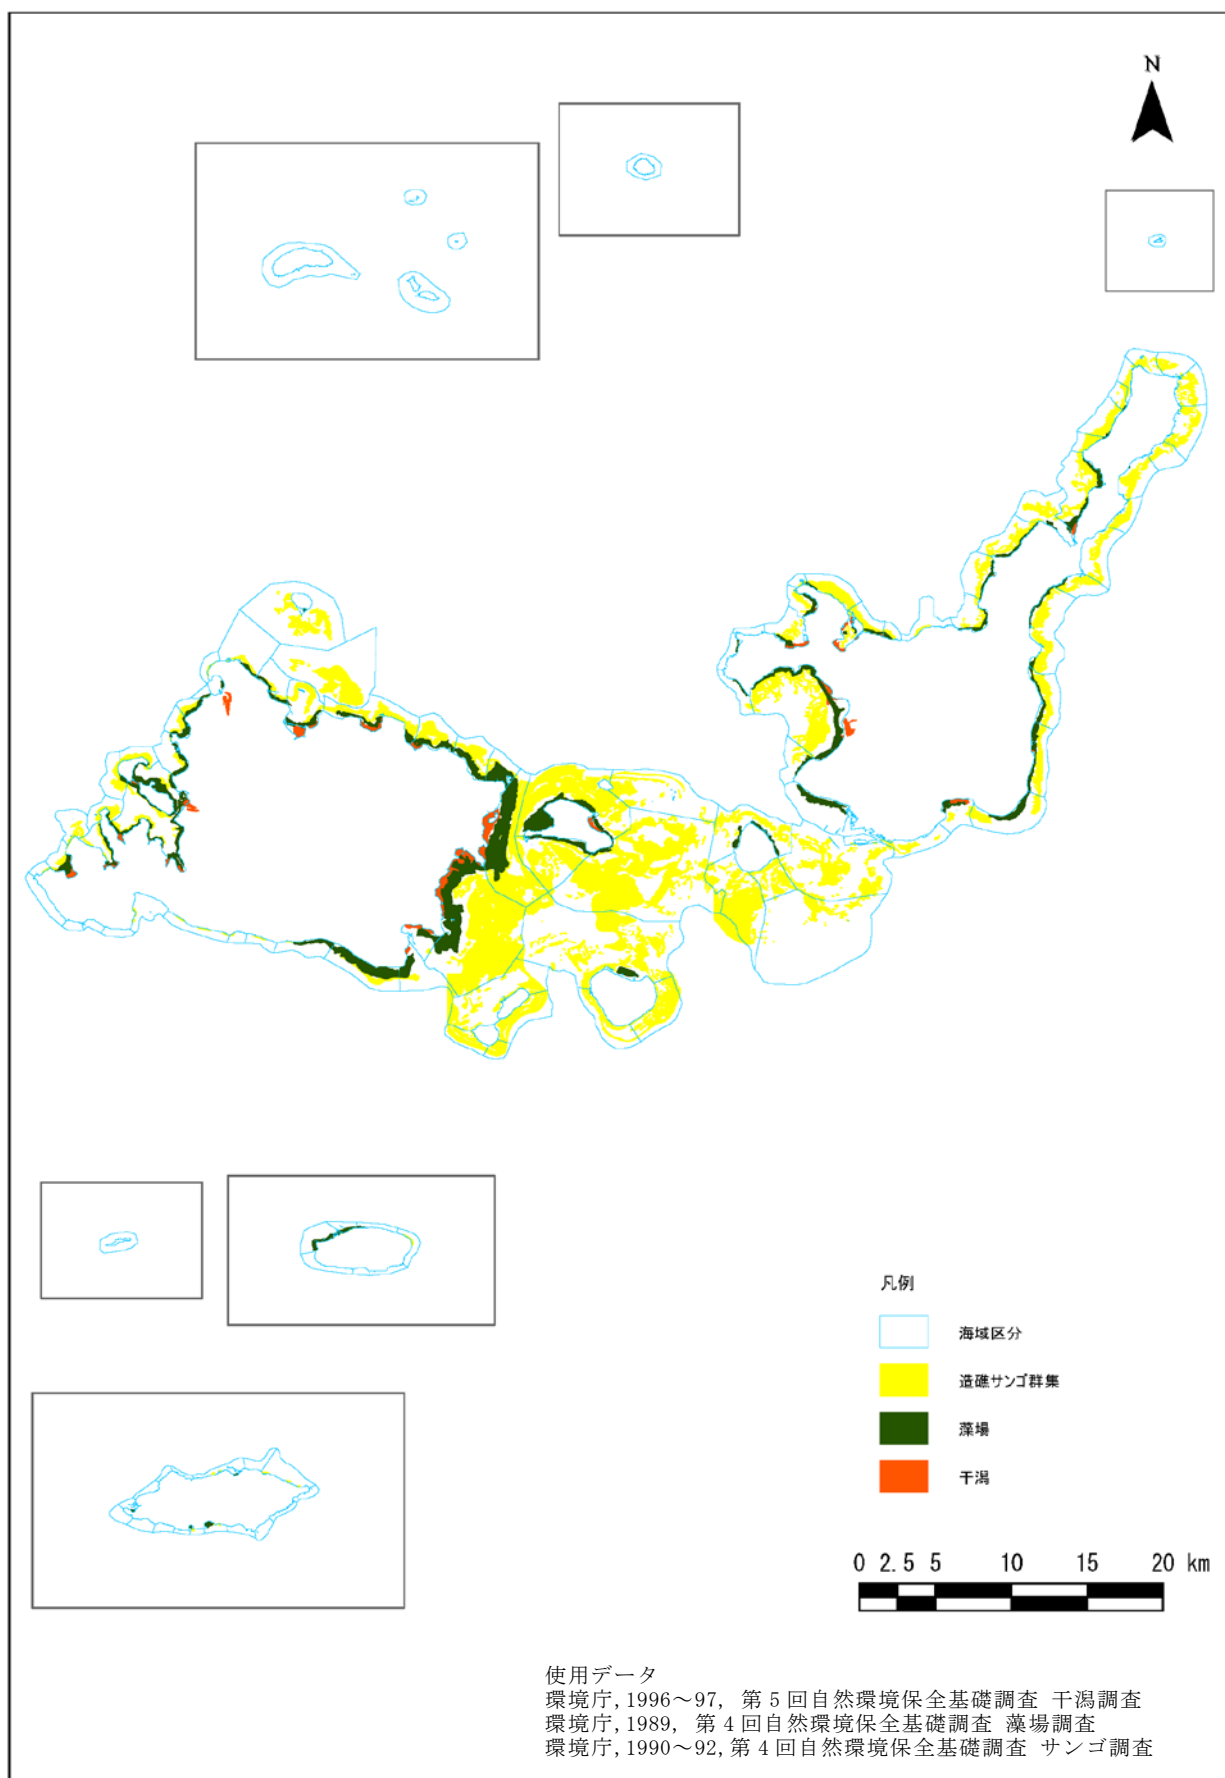 N
凡例
海域区分
造礁サンゴ群集
藻場
干潟
0 2.5 5 10 15 20 km
使用データ
環境庁,1996～97, 第5回自然環境保全基礎調査 干潟調査
環境庁,1989, 第4回自然環境保全基礎調査 藻場調査
環境庁,1990～92,第4回自然環境保全基礎調査 サンゴ調査